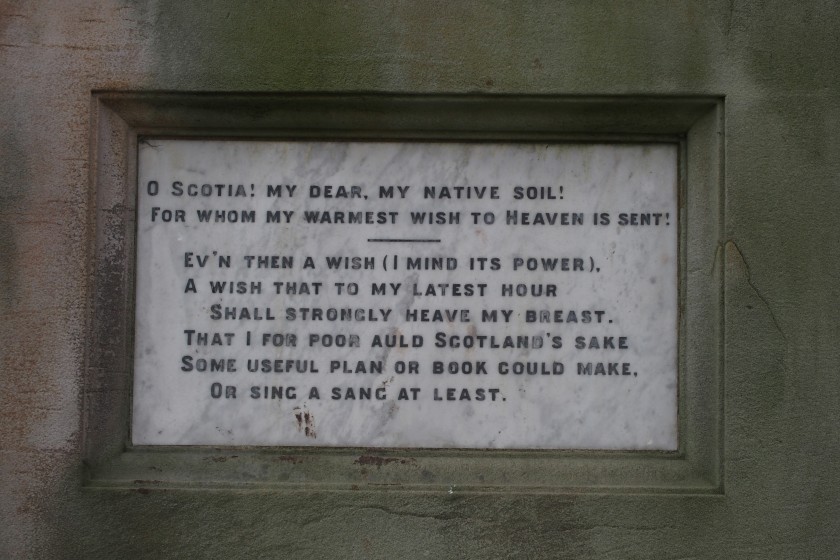 O Scotia! my dear, my native soil!
For whom my warmest wish to Heaven is sent!
Ev'n then a wish (I mind its power),
A wish that to my latest hour
Shall strongly heave my breast.
That I for poor auld Scotland's sake
Some useful plan or book could make,
Or sing a sang at least.